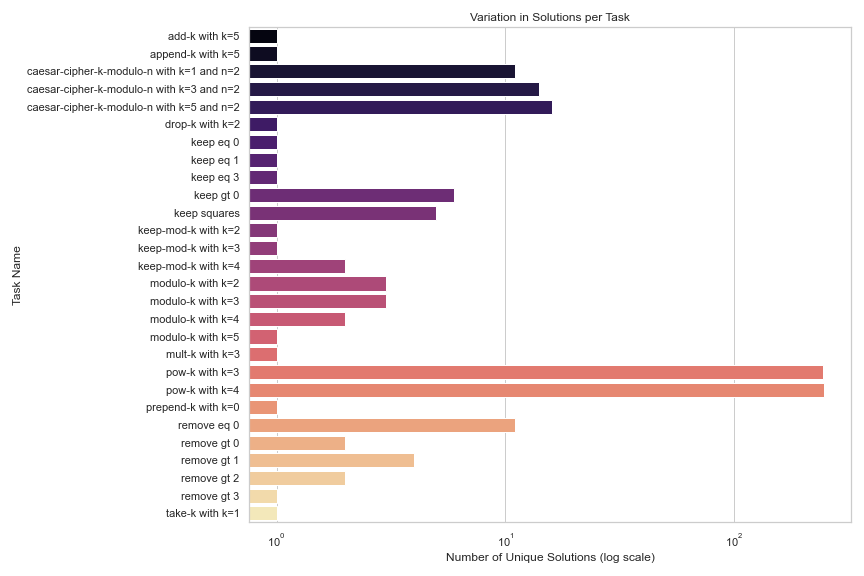 Variation in Solutions per Task
add-k with k=5
append-k with k=5
caesar-cipher-k-modulo-n with k=1 and n=2
caesar-cipher-k-modulo-n with k=3 and n=2
caesar-cipher-k-modulo-n with k=5 and n=2
drop-k with k=2
keep eq 0
keep eq 1
keep eq 3
keep gt 0
keep squares
keep-mod-k with k=2
keep-mod-k with k=3
keep-mod-k with k=4
modulo-k with k=2
modulo-k with k=3
modulo-k with k=4
modulo-k with k=5
mult-k with k=3
pow-k with k=3
pow-k with k=4
prepend-k with k=0
remove eq 0
remove gt 0
remove gt 1
remove gt 2
remove gt 3
take-k with k=1
Task Name
10⁰ 10¹ 10²
Number of Unique Solutions (log scale)